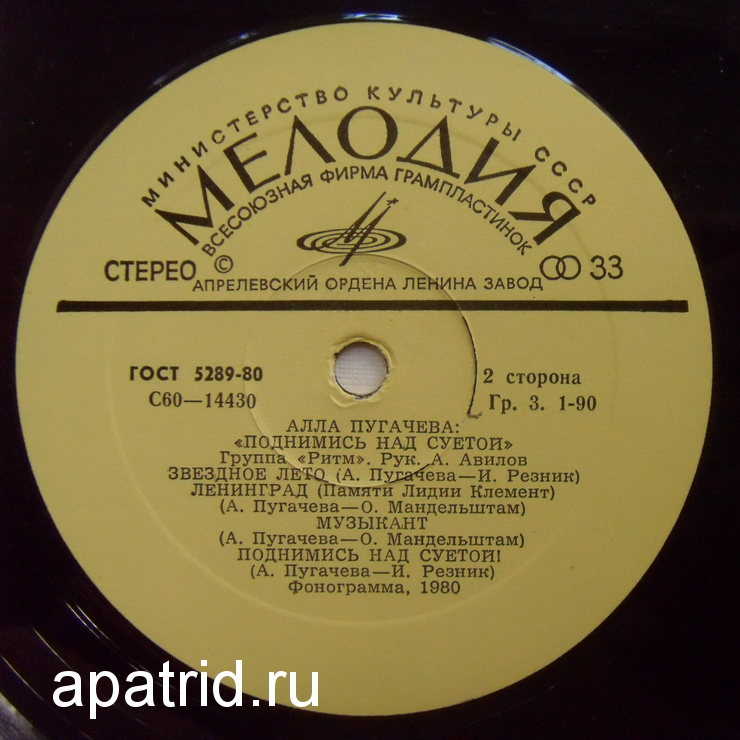 МИНИСТЕРСТВО КУЛЬТУРЫ СССР
МЕЛОДИЯ
ВСЕСОЮЗНАЯ ФИРМА ГРАМПЛАСТИНОК
СТЕРЕО © 33
АПРЕЛЕВСКИЙ ОРДЕНА ЛЕНИНА ЗАВОД
ГОСТ 5289-80
С60—14430
2 сторона
Гр. 3. 1-90
АЛЛА ПУГАЧЕВА:
«ПОДНИМИСЬ НАД СУЕТОЙ»
Группа «Ритм». Рук. А. Авилов
ЗВЕЗДНОЕ ЛЕТО (А. Пугачева—И. Резник)
ЛЕНИНГРАД (Памяти Лидии Клемент)
(А. Пугачева—О. Мандельштам)
МУЗЫКАНТ
(А. Пугачева—О. Мандельштам)
ПОДНИМИСЬ НАД СУЕТОЙ!
(А. Пугачева—И. Резник)
Фонограмма, 1980
apatrid.ru